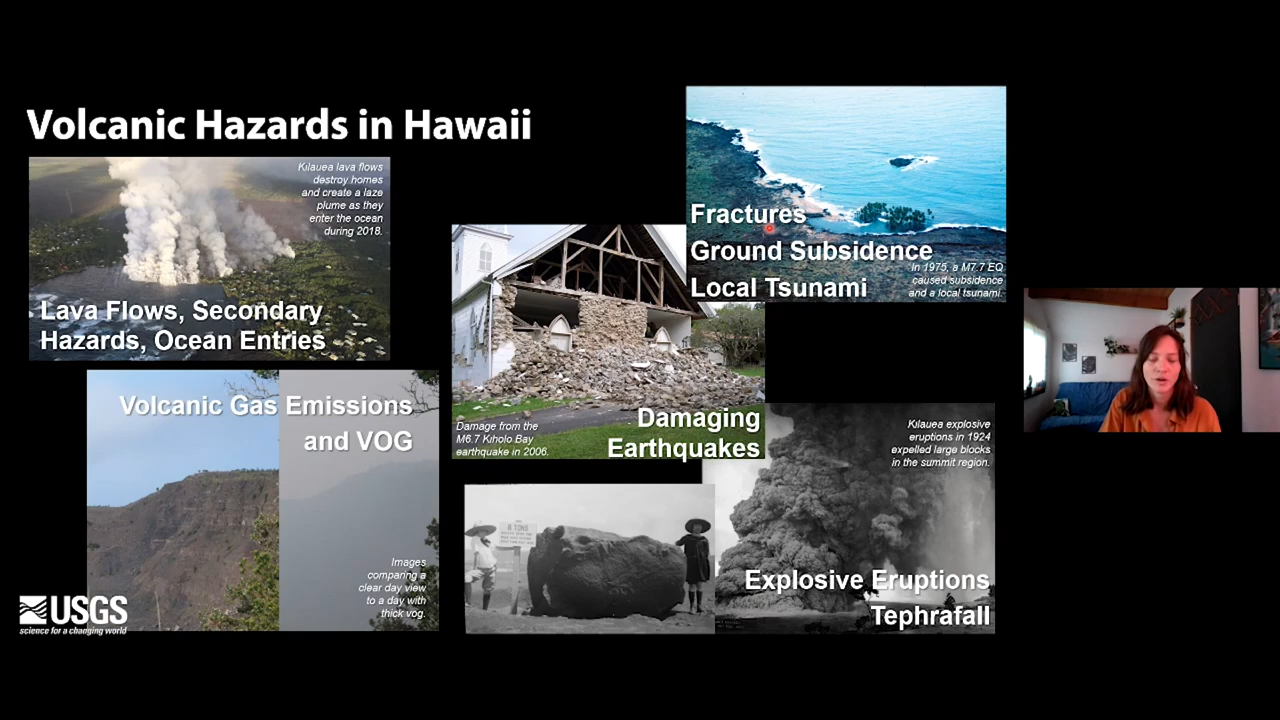 Volcanic Hazards in Hawaii
Kilauea lava flows
destroy homes
and create a laze
plume as they
enter the ocean
during 2018.
Lava Flows, Secondary
Hazards, Ocean Entries
Volcanic Gas Emissions
and VOG
Images
comparing a
clear day view
to a day with
thick vog.
Damage from the
M6.7 Kiholo Bay
earthquake in 2006.
Damaging
Earthquakes
Fractures
Ground Subsidence
Local Tsunami
In 1975, a M7.7 EQ
caused subsidence
and a local tsunami.
Kilauea explosive
eruptions in 1924
expelled large blocks
in the summit region.
8 TONS
Explosive Eruptions
Tephrafall
USGS
science for a changing world